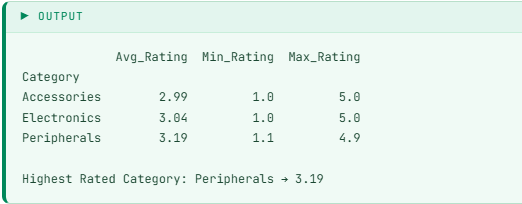 ▶ OUTPUT
Avg_Rating  Min_Rating  Max_Rating
Category
Accessories  2.99  1.0  5.0
Electronics  3.04  1.0  5.0
Peripherals  3.19  1.1  4.9
Highest Rated Category: Peripherals → 3.19